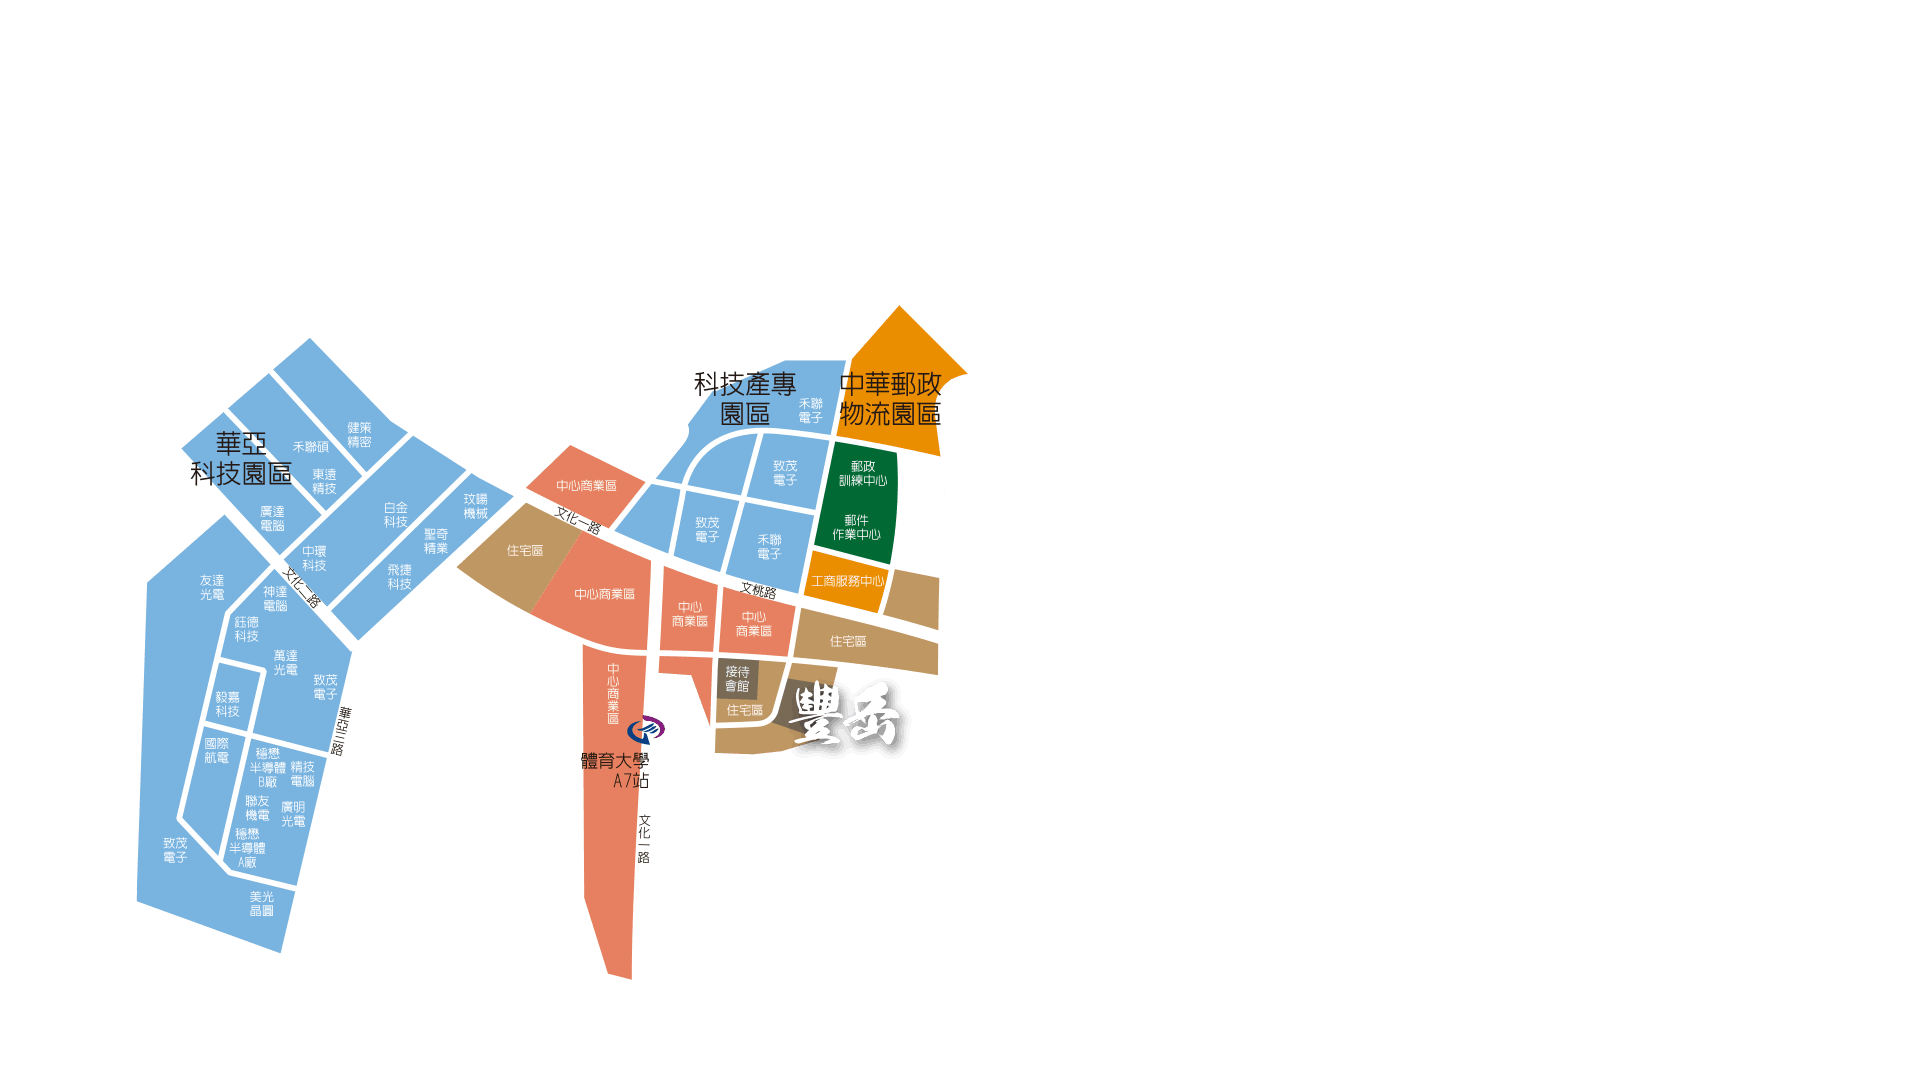 科技產專
園區
中華郵政
物流園區
禾聯
電子
華亞
科技園區
健策
精密
禾聯碩
東遠
精技
廣達
電腦
白金
科技
玟錫
機械
聖奇
精業
中環
科技
飛捷
科技
中心商業區
文化一路
致茂
電子
致茂
電子
禾聯
電子
郵政
訓練中心
郵件
作業中心
工商服務中心
住宅區
中心商業區
文桃路
中心
商業區
中心
商業區
住宅區
接待
會館
住宅區
豐岳
中心商業區
體育大學
A7站
文化一路
友達
光電
神達
電腦
文化二路
鈺德
科技
萬達
光電
致茂
電子
毅嘉
科技
華亞三路
國際
航電
穩懋
半導體
B廠
精技
電腦
聯友
機電
廣明
光電
穩懋
半導體
A廠
致茂
電子
美光
晶圓